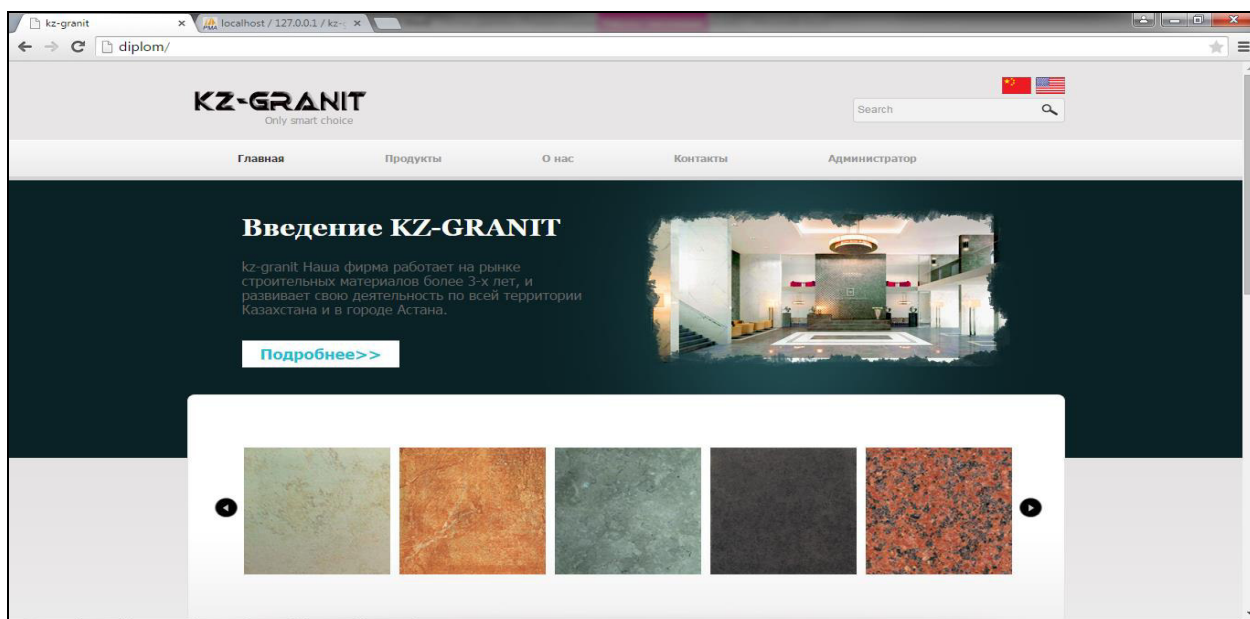 kz-granit
localhost / 127.0.0.1 / kz-g
diplom/
KZ-GRANIT
Only smart choice
Search
Главная Продукты О нас Контакты Администратор
Введение KZ-GRANIT
kz-granit Наша фирма работает на рынке
строительных материалов более 3-х лет, и
развивает свою деятельность по всей территории
Казахстана и в городе Астана.
Подробнее>>